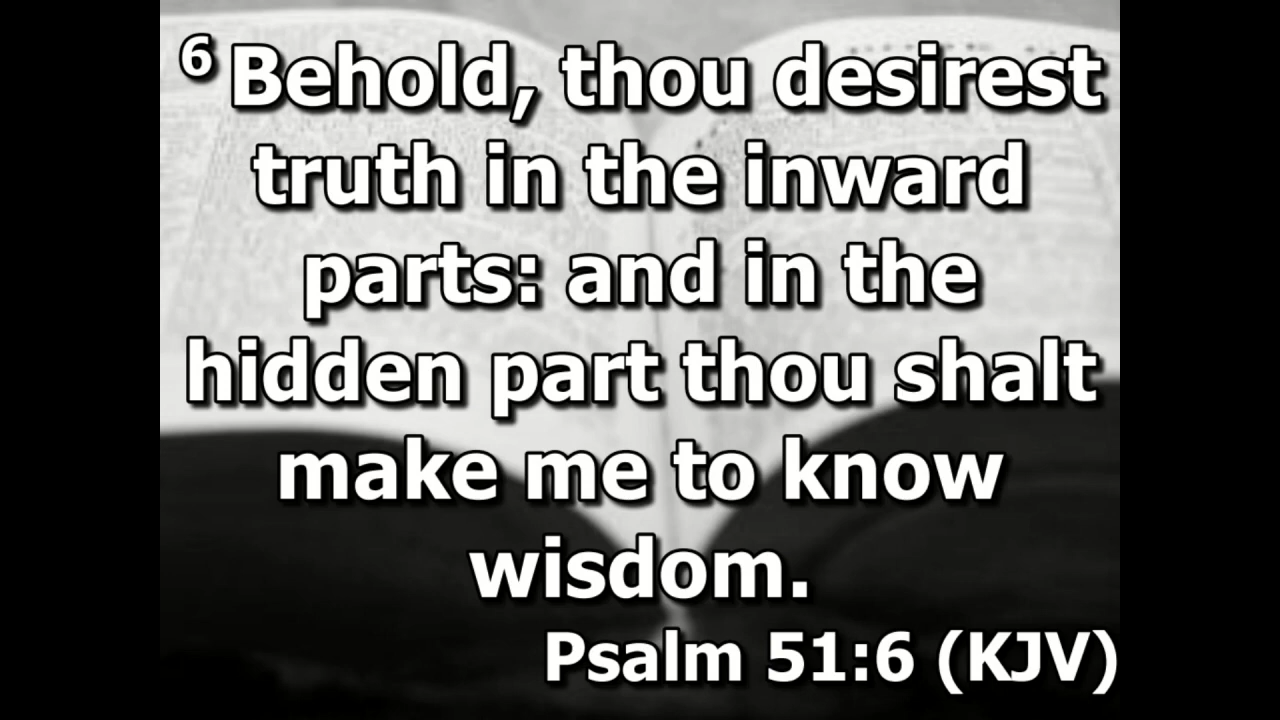 6 Behold, thou desirest
truth in the inward
parts: and in the
hidden part thou shalt
make me to know
wisdom.
Psalm 51:6 (KJV)